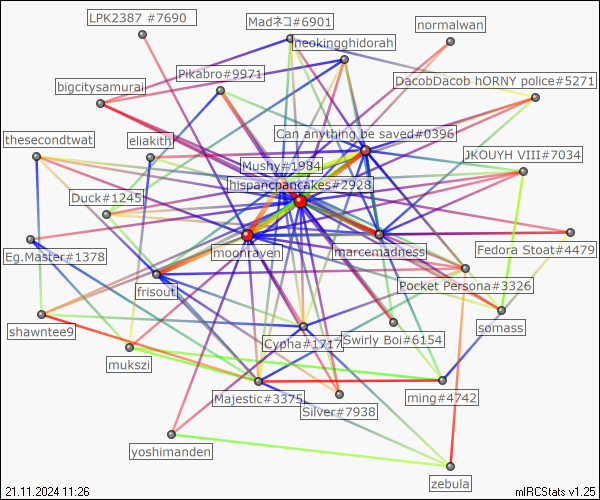 LPK2387 #7690
Madネコ#6901
normalwan
neokingghidorah
Pikabro#9971
DacobDacob hORNY police#5271
bigcitysamurai
Can anything be saved#0396
thesecondtwat
eliakith
JKOUYH VIII#7034
Mushy#1984
hispancpancakes#2928
Duck#1245
moonraven
marcemadness
Fedora Stoat#4479
Eg.Master#1378
Pocket Persona#3326
frisout
somass
shawntee9
Cypha#1717
Swirly Boi#6154
mukszi
Majestic#3375
ming#4742
Silver#7938
yoshimanden
zebula
21.11.2024 11:26
mIRCStats v1.25